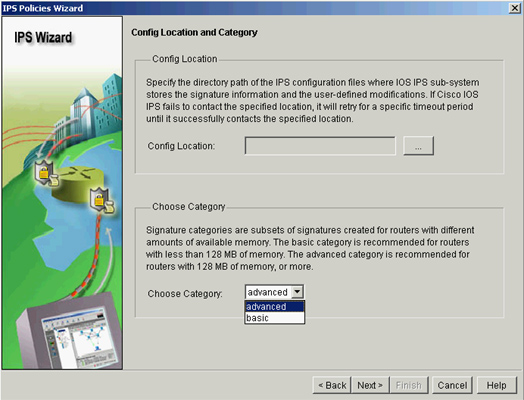 IPS Policies Wizard
IPS Wizard
Config Location and Category
Config Location
Specify the directory path of the IPS configuration files where IOS IPS sub-system
stores the signature information and the user-defined modifications. If Cisco IOS
IPS fails to contact the specified location, it will retry for a specific timeout period
until it successfully contacts the specified location.
Config Location:
...
Choose Category
Signature categories are subsets of signatures created for routers with different
amounts of available memory. The basic category is recommended for routers
with less than 128 MB of memory. The advanced category is recommended for
routers with 128 MB of memory, or more.
Choose Category:
advanced
advanced
basic
< Back
Next >
Finish
Cancel
Help